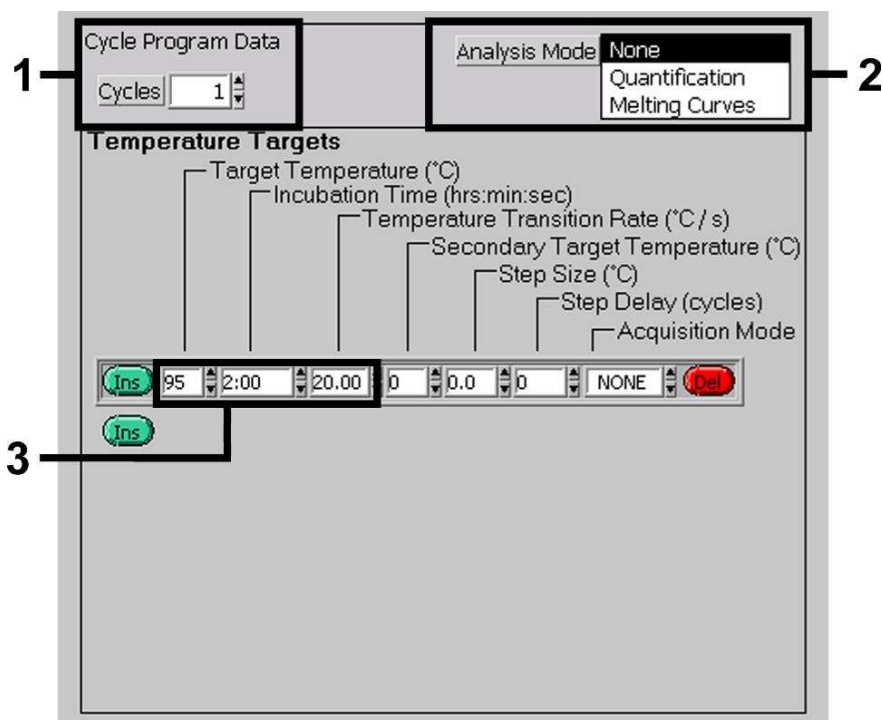 Cycle Program Data
Cycles 1
1
Analysis Mode None
Quantification
Melting Curves
2
Temperature Targets
Target Temperature (°C)
Incubation Time (hrs:min:sec)
Temperature Transition Rate (°C / s)
Secondary Target Temperature (°C)
Step Size (°C)
Step Delay (cycles)
Acquisition Mode
Ins 95 2:00 20.00 0 0.0 0 NONE Del
Ins
3